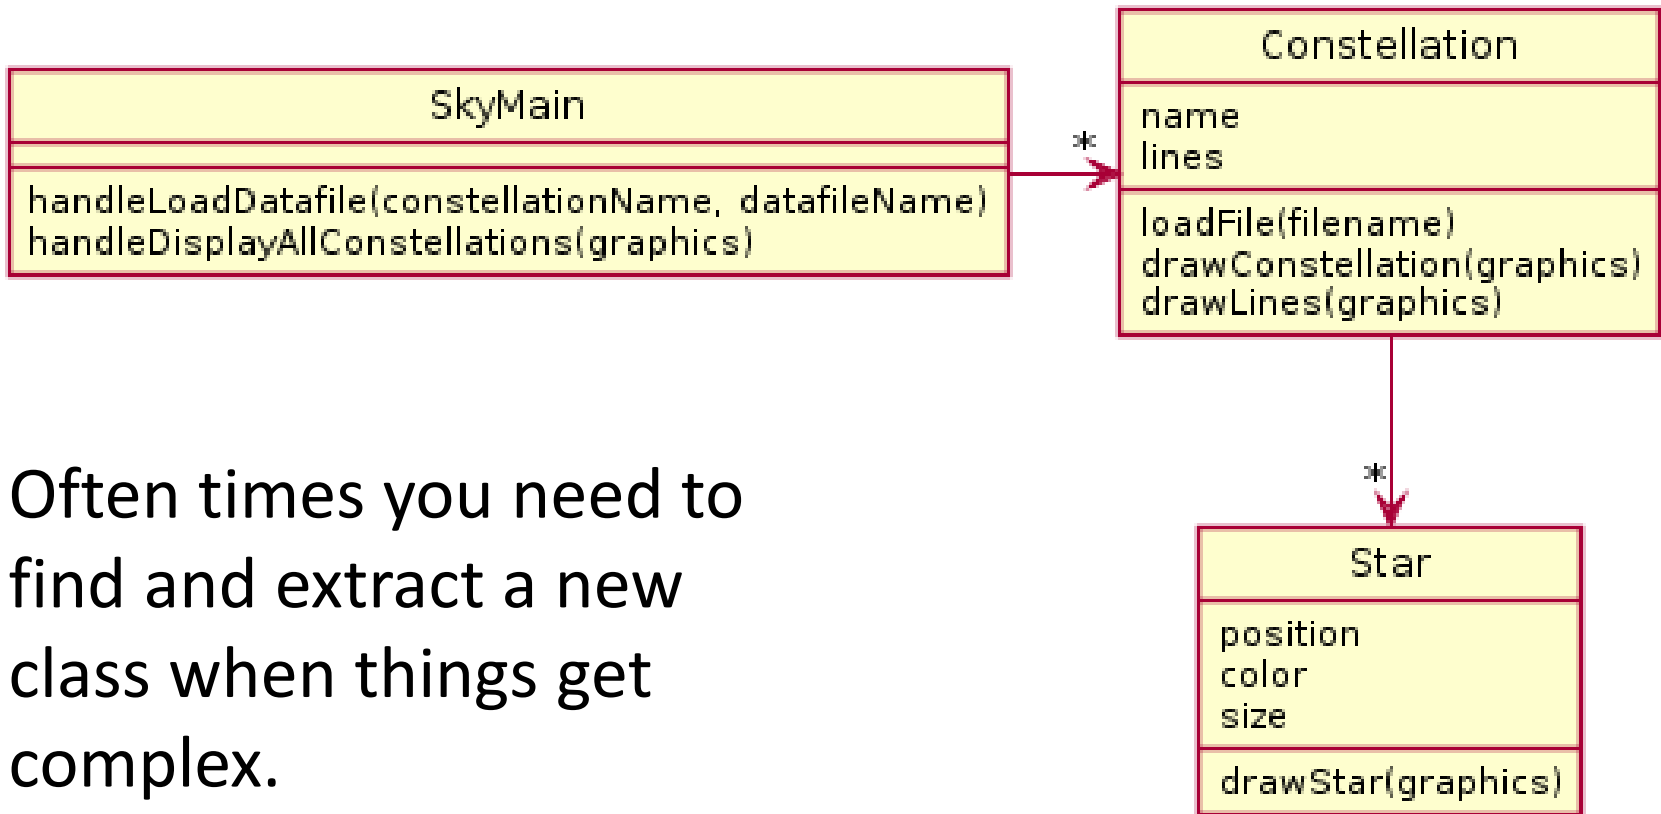 SkyMain
handleLoadDatafile(constellationName, datafileName)
handleDisplayAllConstellations(graphics)
*
Constellation
name
lines
loadFile(filename)
drawConstellation(graphics)
drawLines(graphics)
*
Star
position
color
size
drawStar(graphics)
Often times you need to
find and extract a new
class when things get
complex.